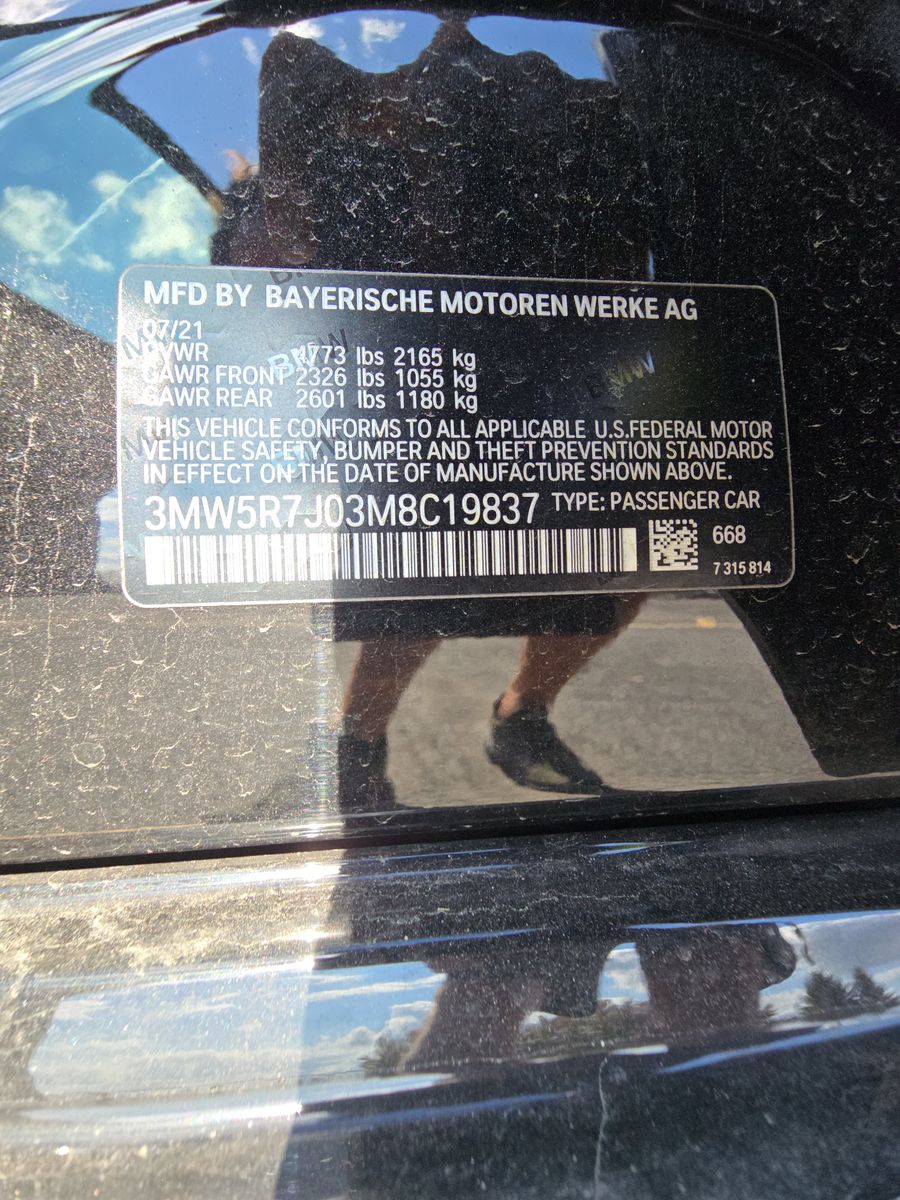 MFD BY BAYERISCHE MOTOREN WERKE AG
07/21
GVWR 4773 lbs 2165 kg
GAWR FRONT 2326 lbs 1055 kg
GAWR REAR 2601 lbs 1180 kg
THIS VEHICLE CONFORMS TO ALL APPLICABLE U.S.FEDERAL MOTOR
VEHICLE SAFETY, BUMPER AND THEFT PREVENTION STANDARDS
IN EFFECT ON THE DATE OF MANUFACTURE SHOWN ABOVE.
3MW5R7J03M8C19837 TYPE: PASSENGER CAR
668
7 315 814
BMW
BMW